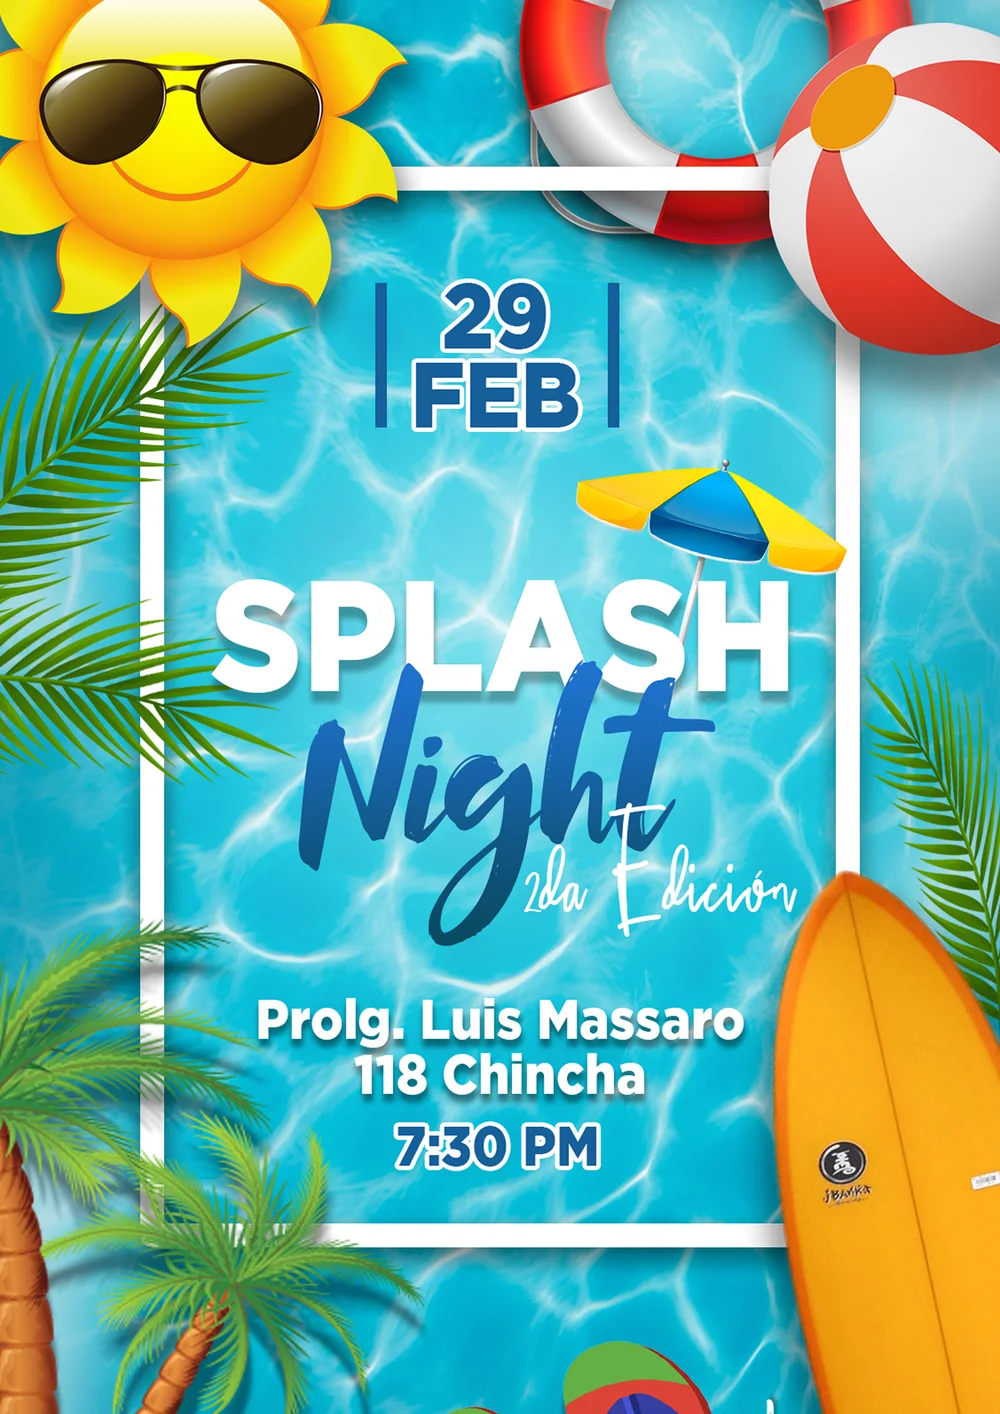 29
FEB
SPLASH
Night
2da Edición
Prolg. Luis Massaro
118 Chincha
7:30 PM